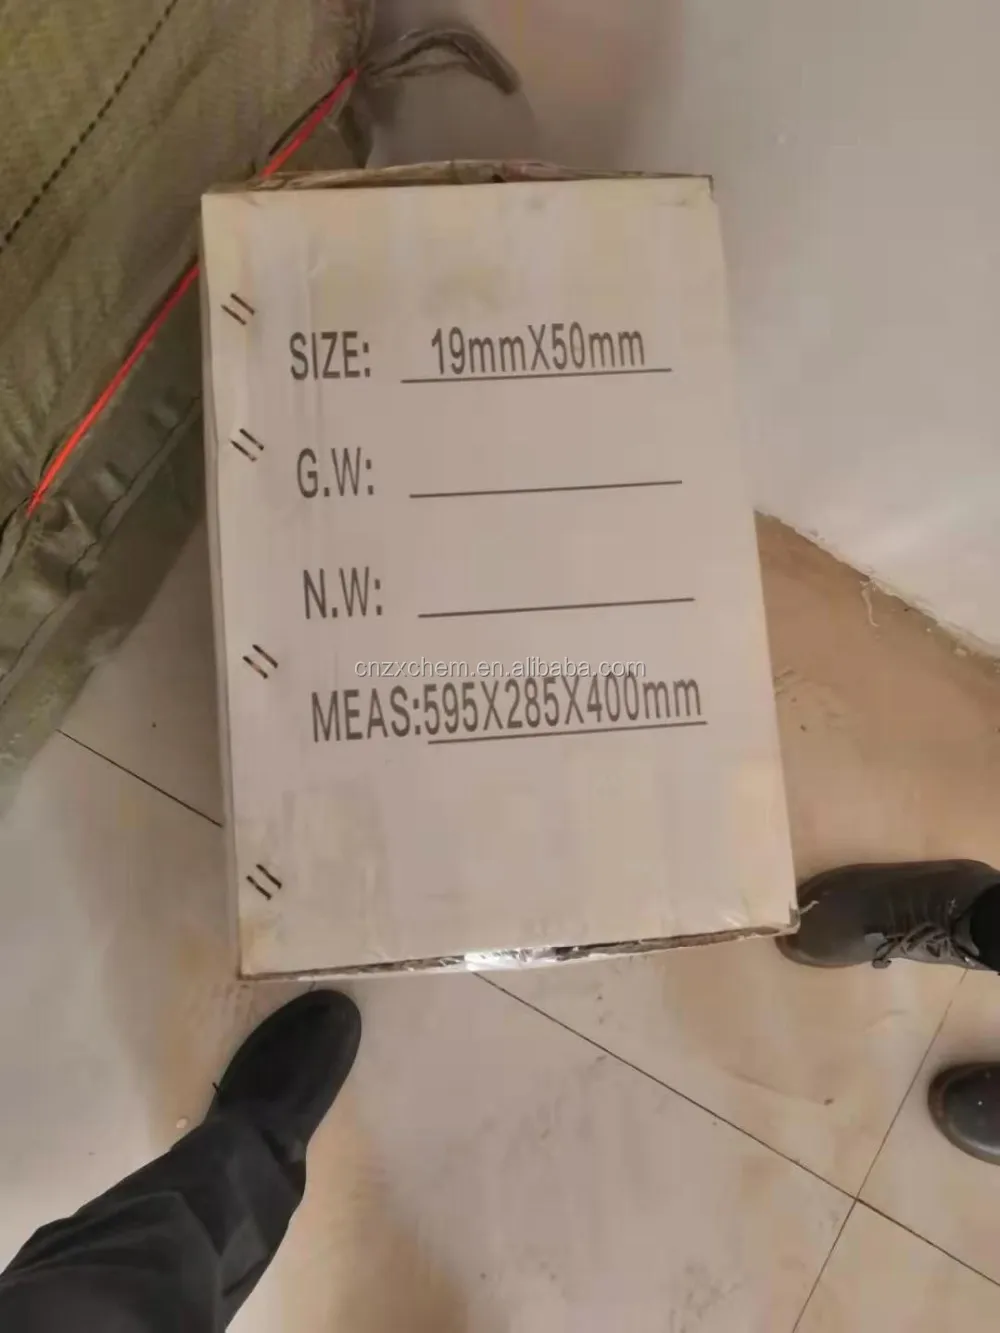 SIZE: 19mmX50mm
G.W:
N.W:
cnzxchem.en.alibaba.com
MEAS:595X285X400mm